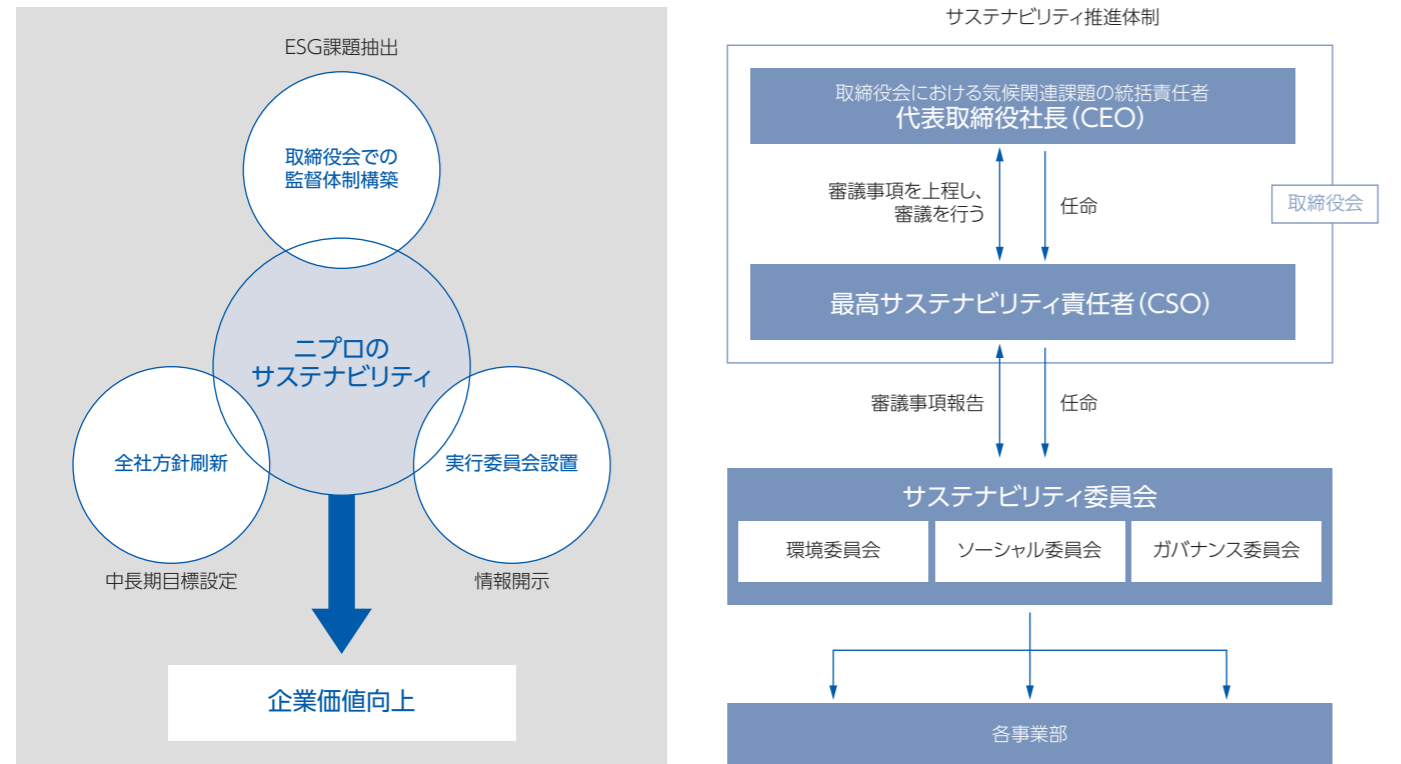 ESG課題抽出
取締役会での
監督体制構築
ニプロの
サステナビリティ
全社方針刷新
実行委員会設置
中長期目標設定
情報開示
企業価値向上
サステナビリティ推進体制
取締役会における気候関連課題の統括責任者
代表取締役社長(CEO)
審議事項を上程し、
審議を行う
任命
取締役会
最高サステナビリティ責任者(CSO)
審議事項報告
任命
サステナビリティ委員会
環境委員会
ソーシャル委員会
ガバナンス委員会
各事業部